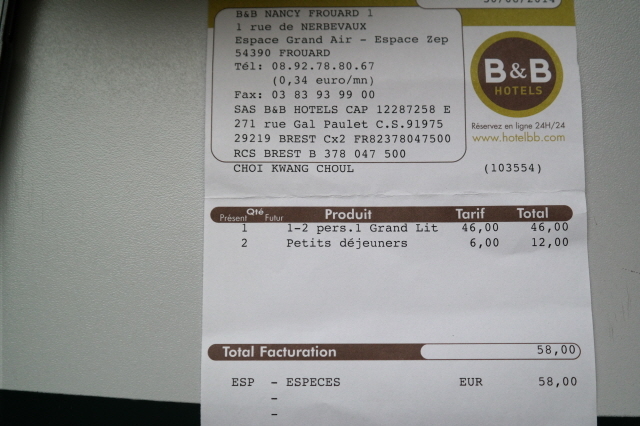 B&B NANCY FROUARD 1
1 rue de NERBEVAUX
Espace Grand Air - Espace Zep
54390 FROUARD
Tél: 08.92.78.80.67
(0,34 euro/mn)
Fax: 03 83 93 99 00
SAS B&B HOTELS CAP 12287258 E
271 rue Gal Paulet C.S.91975
29219 BREST Cx2 FR82378047500
RCS BREST B 378 047 500
B&B
HOTELS
Réservez en ligne 24H/24
www.hotelbb.com
CHOI KWANG CHOUL (103554)
Présent Qté Futur Produit Tarif Total
1 1-2 pers.1 Grand Lit 46,00 46,00
2 Petits déjeuners 6,00 12,00
Total Facturation 58,00
ESP - ESPECES EUR 58,00
-
-